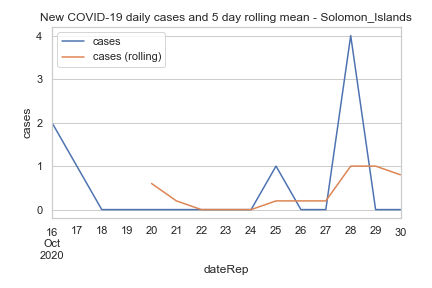 New COVID-19 daily cases and 5 day rolling mean - Solomon_Islands
cases
cases (rolling)
cases
4
3
2
1
0
16 17 18 19 20 21 22 23 24 25 26 27 28 29 30
Oct
2020
dateRep